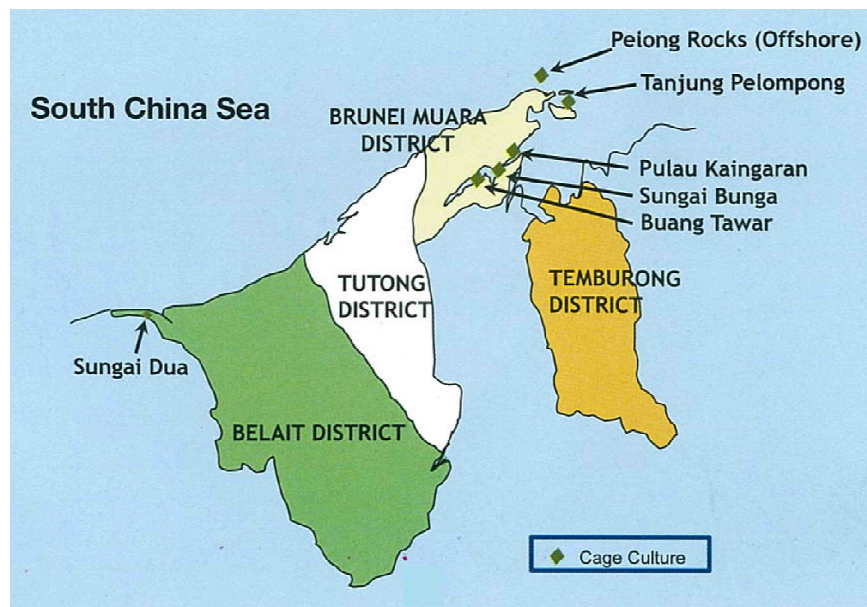 Pelong Rocks (Offshore)
Tanjung Pelompong
South China Sea
BRUNEI MUARA
DISTRICT
Pulau Kaingaran
Sungai Bunga
Buang Tawar
TUTONG
DISTRICT
TEMBURONG
DISTRICT
Sungai Dua
BELAIT DISTRICT
Cage Culture